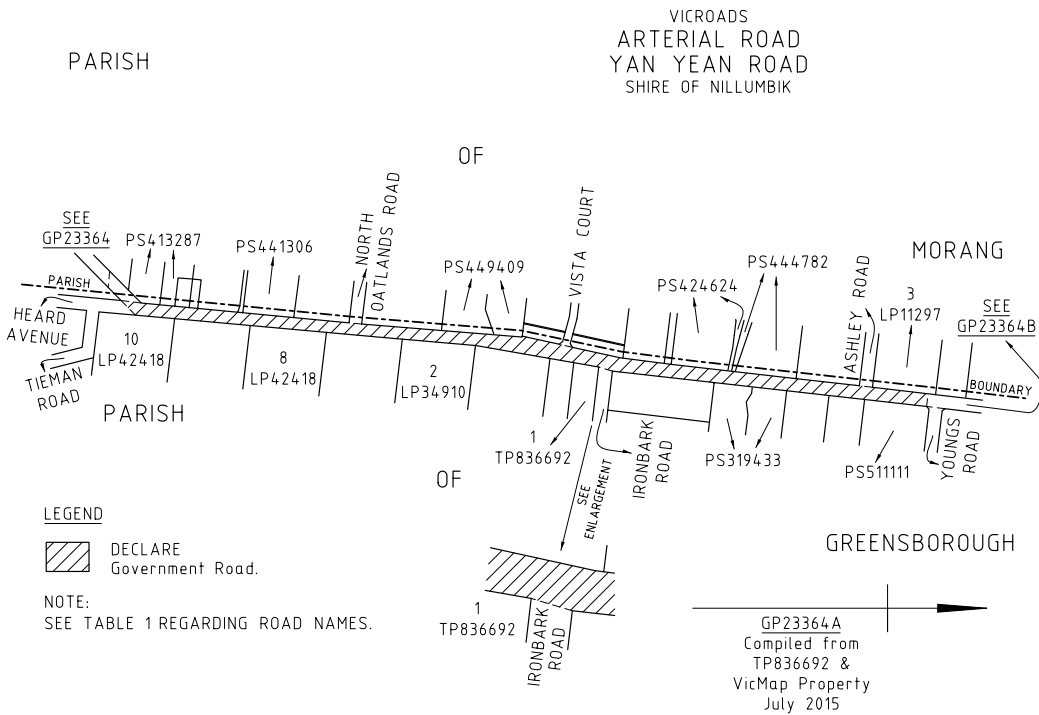 VICROADS
ARTERIAL ROAD
YAN YEAN ROAD
SHIRE OF NILLUMBIK
PARISH
OF
MORANG
SEE
GP23364
PS413287
PS441306
NORTH
OATLANDS ROAD
PS449409
VISTA COURT
PS424624
PS444782
ASHLEY ROAD
3
LP11297
SEE
GP23364B
PARISH
BOUNDARY
HEARD
AVENUE
TIEMAN
ROAD
10
LP42418
8
LP42418
2
LP34910
1
TP836692
IRONBARK
ROAD
PS319433
PS511111
YOUNGS
ROAD
PARISH
OF
GREENSBOROUGH
SEE
ENLARGEMENT
LEGEND
DECLARE
Government Road.
NOTE:
SEE TABLE 1 REGARDING ROAD NAMES.
1
TP836692
IRONBARK
ROAD
GP23364A
Compiled from
TP836692 &
VicMap Property
July 2015